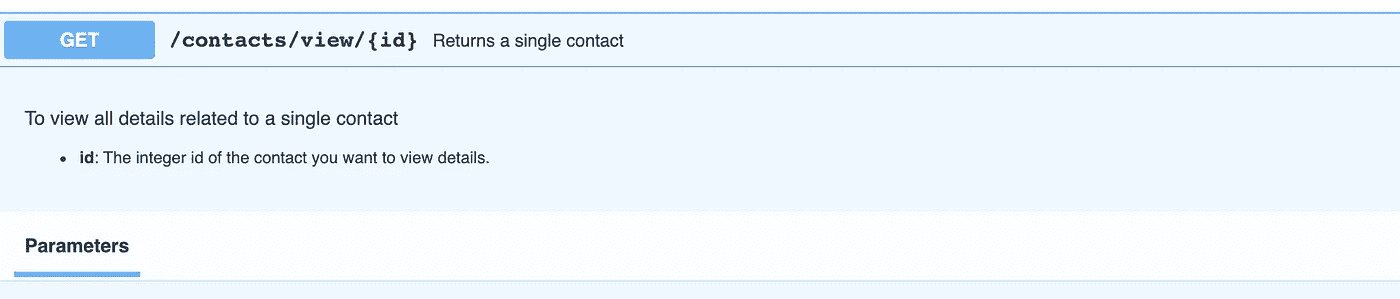 GET /contacts/view/{id} Returns a single contact
To view all details related to a single contact
• id: The integer id of the contact you want to view details.
Parameters